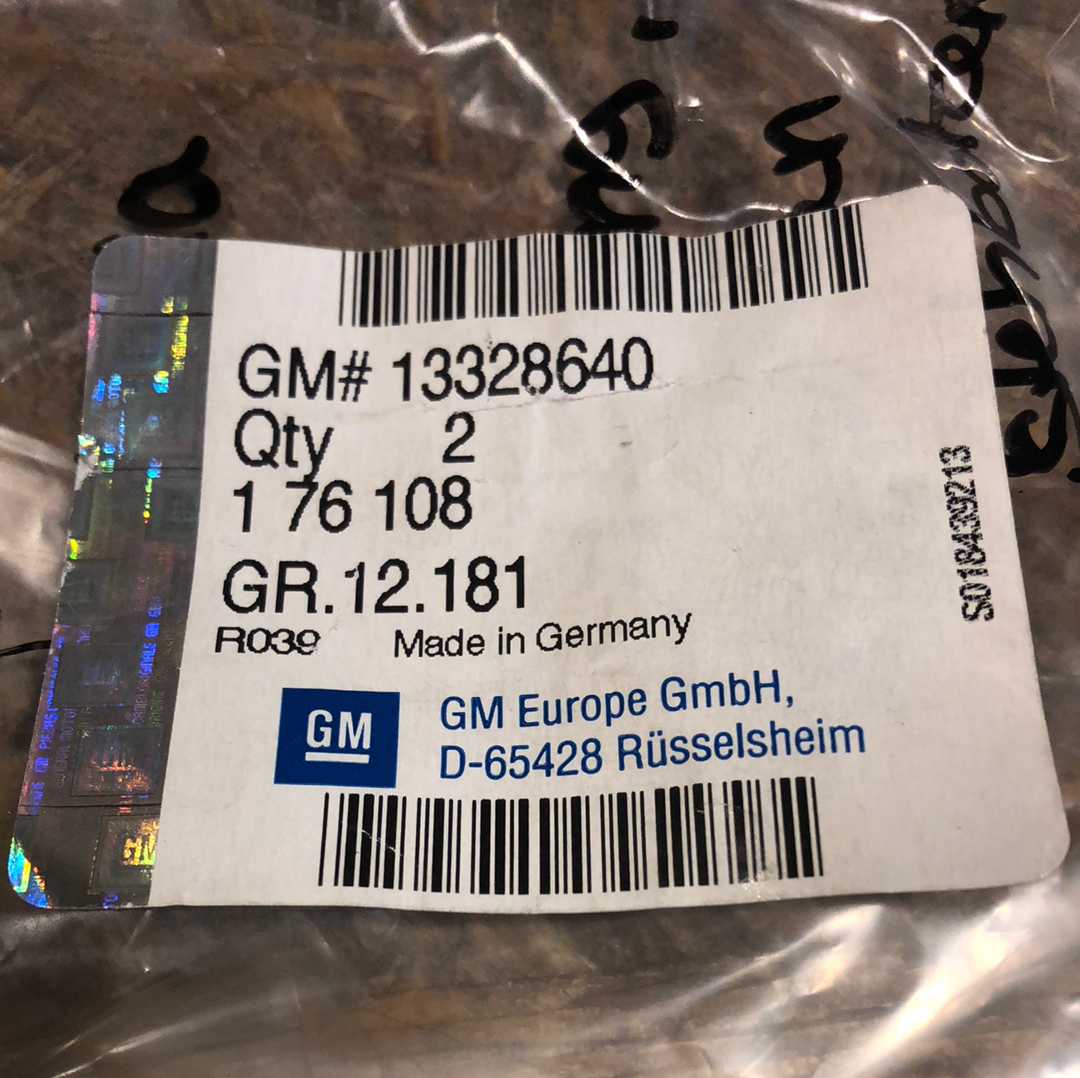 GM# 13328640
Qty 2
1 76 108
GR.12.181
R039 Made in Germany
GM
GM Europe GmbH,
D-65428 Rüsselsheim
S018439213